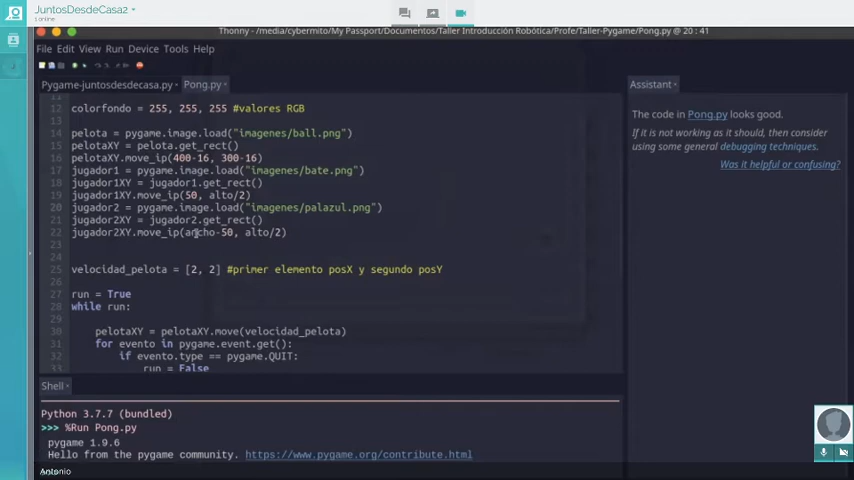 JuntosDesdeCasa2
1 online
Thonny - /media/cybermito/My Passport/Documentos/Taller Introducción Robótica/Profe/Taller-Pygame/Pong.py @ 20 : 41
File Edit View Run Device Tools Help
Pygame-juntosdesdecasa.py
Pong.py
11
12 colorfondo = 255, 255, 255 #valores RGB
13
14 pelota = pygame.image.load("imagenes/ball.png")
15 pelotaXY = pelota.get_rect()
16 pelotaXY.move_ip(400-16, 300-16)
17 jugador1 = pygame.image.load("imagenes/bate.png")
18 jugador1XY = jugador1.get_rect()
19 jugador1XY.move_ip(50, alto/2)
20 jugador2 = pygame.image.load("imagenes/palazul.png")
21 jugador2XY = jugador2.get_rect()
22 jugador2XY.move_ip(ancho-50, alto/2)
23
24
25 velocidad_pelota = [2, 2] #primer elemento posX y segundo posY
26
27 run = True
28 while run:
29
30 pelotaXY = pelotaXY.move(velocidad_pelota)
31 for evento in pygame.event.get():
32 if evento.type == pygame.QUIT:
33 run = False
Assistant
The code in Pong.py looks good.
If it is not working as it should, then consider
using some general debugging techniques.
Was it helpful or confusing?
Shell
Python 3.7.7 (bundled)
>>> %Run Pong.py
pygame 1.9.6
Hello from the pygame community. https://www.pygame.org/contribute.html
Antonio